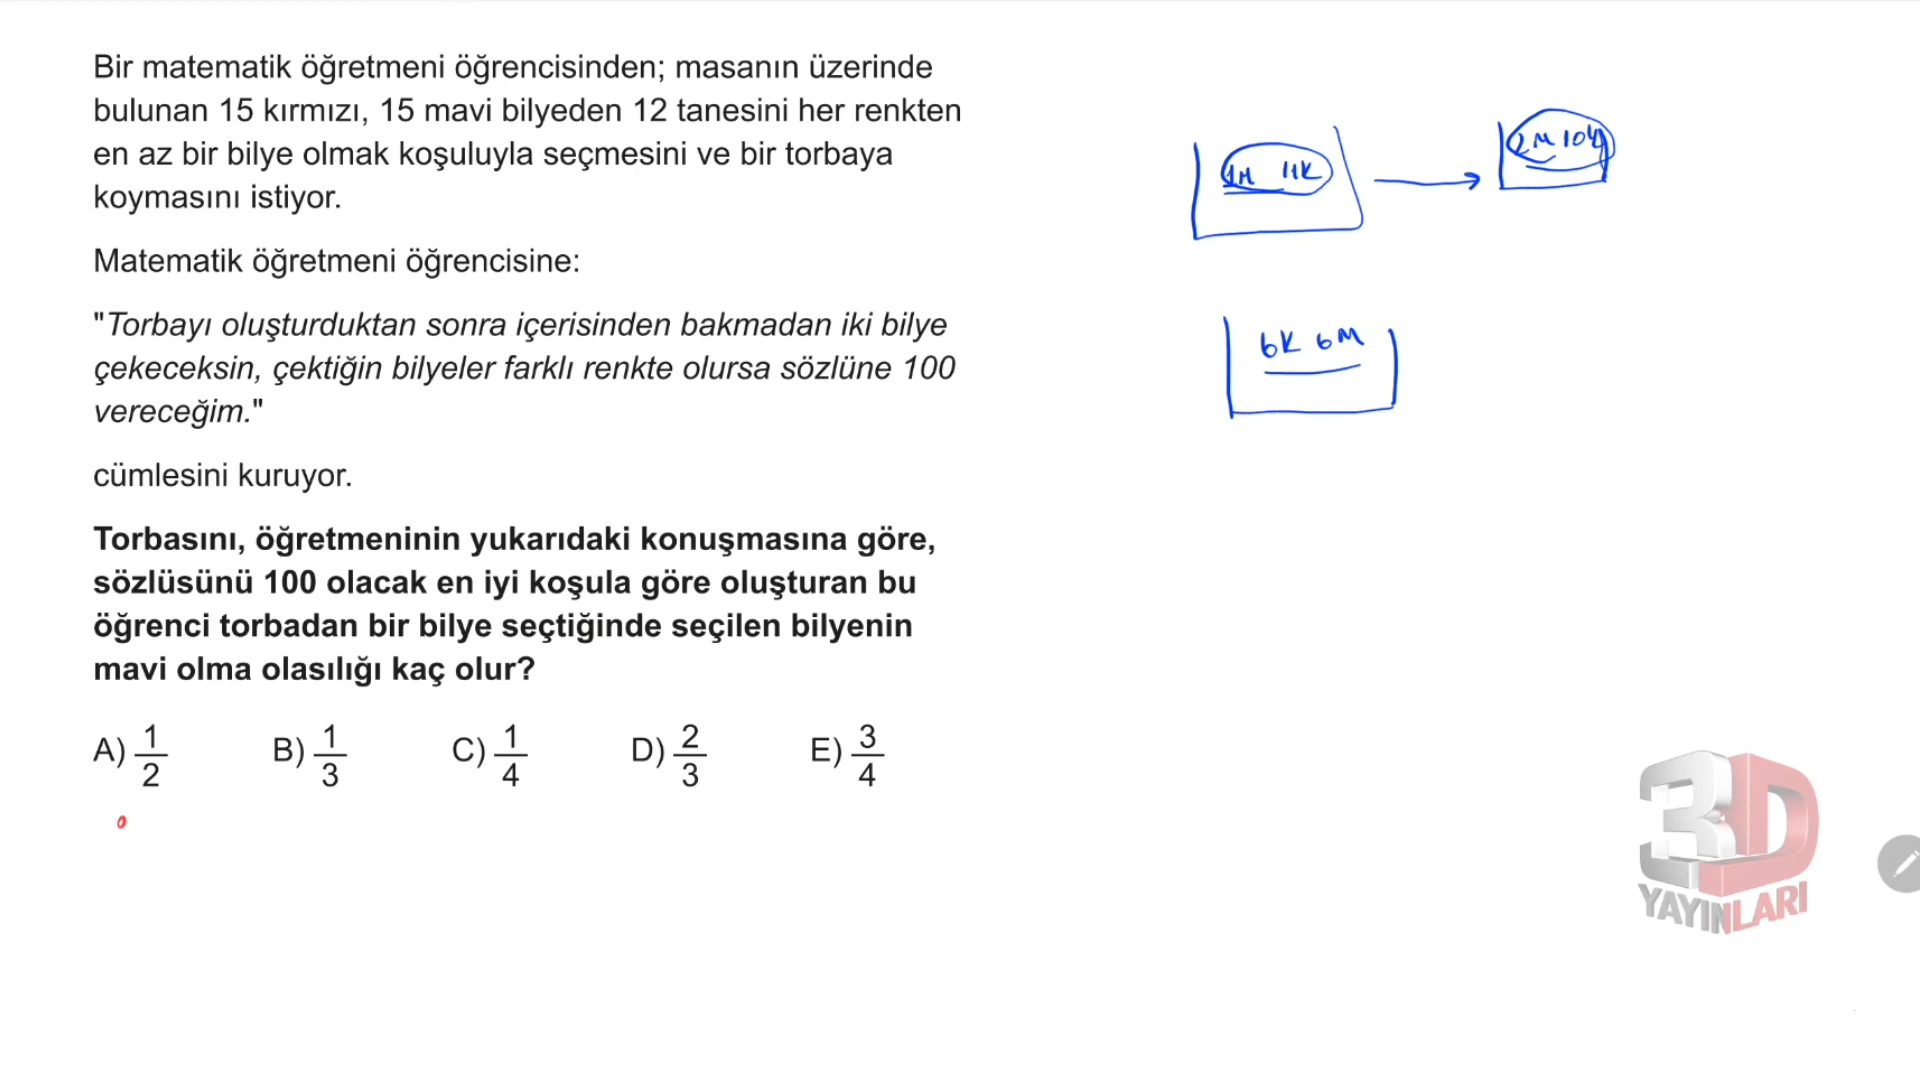 Bir matematik öğretmeni öğrencisinden; masanın üzerinde
bulunan 15 kırmızı, 15 mavi bilyeden 12 tanesini her renkten
en az bir bilye olmak koşuluyla seçmesini ve bir torbaya
koymasını istiyor.
Matematik öğretmeni öğrencisine:
"Torbayı oluşturduktan sonra içerisinden bakmadan iki bilye
çekeceksin, çektiğin bilyeler farklı renkte olursa sözlüne 100
vereceğim."
cümlesini kuruyor.
Torbasını, öğretmeninin yukarıdaki konuşmasına göre,
sözlüsünü 100 olacak en iyi koşula göre oluşturan bu
öğrenci torbadan bir bilye seçtiğinde seçilen bilyenin
mavi olma olasılığı kaç olur?
A) 1/2 B) 1/3 C) 1/4 D) 2/3 E) 3/4
1M 11K
2M
6K 6M
3D
YAYINLARI